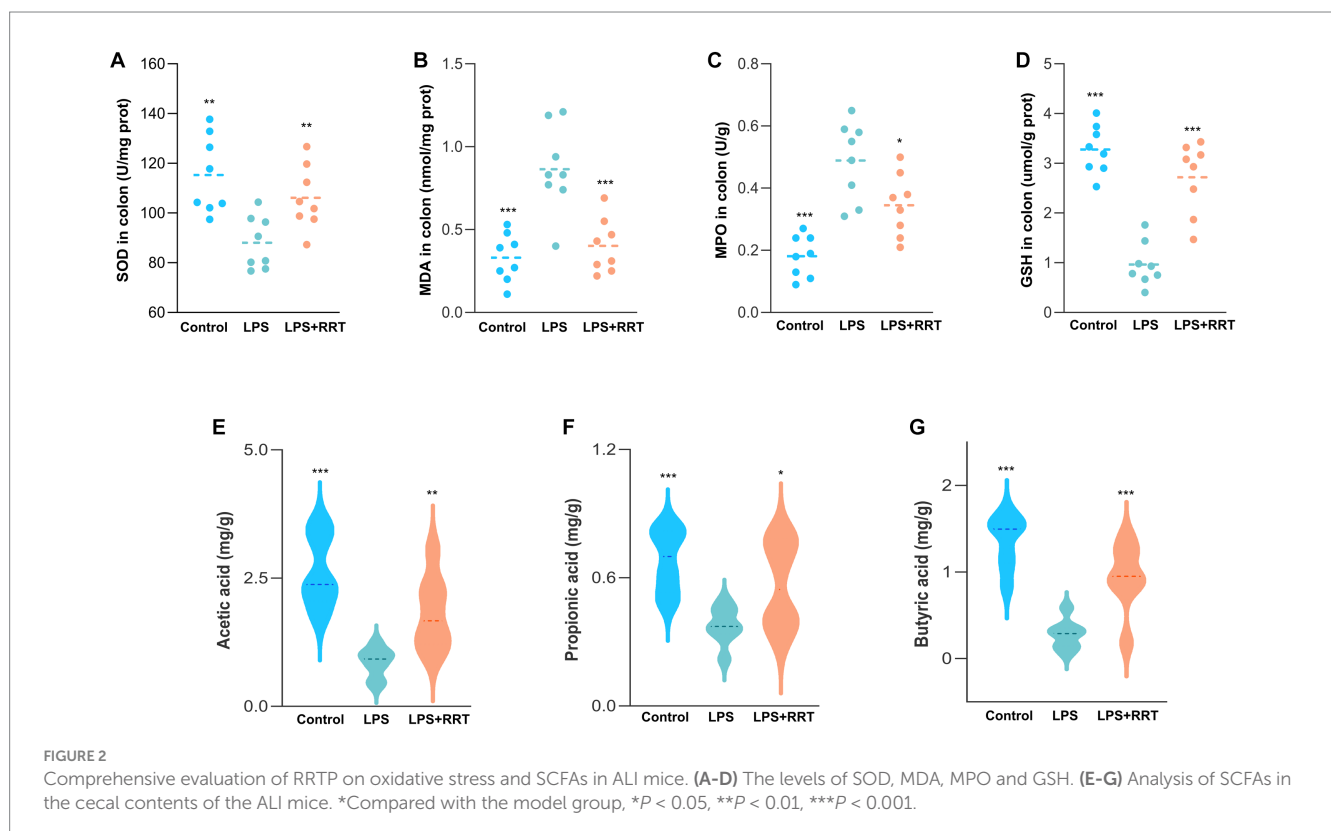 A
SOD in colon (U/mg prot)
160
140
120
100
80
60
**
**
Control LPS LPS+RRT
B
MDA in colon (nmol/mg prot)
1.5
1.0
0.5
0.0
***
***
Control LPS LPS+RRT
C
MPO in colon (U/g)
0.8
0.6
0.4
0.2
0.0
***
*
Control LPS LPS+RRT
D
GSH in colon (umol/g prot)
5
4
3
2
1
0
***
***
Control LPS LPS+RRT
E
Acetic acid (mg/g)
5.0
2.5
0.0
***
**
Control LPS LPS+RRT
F
Propionic acid (mg/g)
1.2
0.6
0.0
***
*
Control LPS LPS+RRT
G
Butyric acid (mg/g)
2
1
0
***
***
Control LPS LPS+RRT
FIGURE 2
Comprehensive evaluation of RRTP on oxidative stress and SCFAs in ALI mice. (A-D) The levels of SOD, MDA, MPO and GSH. (E-G) Analysis of SCFAs in
the cecal contents of the ALI mice. *Compared with the model group, *P < 0.05, **P < 0.01, ***P < 0.001.